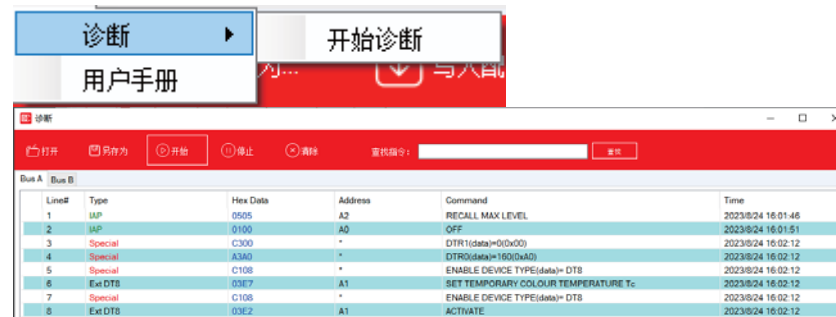 诊断 开始诊断
用户手册
为...
诊断
打开 另存为 开始 停止 清除 查找指令: 查找
Bus A Bus B
Line# Type Hex Data Address Command Time
1 IAP 0505 A2 RECALL MAX LEVEL 2023/8/24 16:01:46
2 IAP 0100 A0 OFF 2023/8/24 16:01:51
3 Special C300 * DTR1(data)=0(0x00) 2023/8/24 16:02:12
4 Special A3A0 * DTR0(data)=160(0xA0) 2023/8/24 16:02:12
5 Special C108 * ENABLE DEVICE TYPE(data)= DT8 2023/8/24 16:02:12
6 Ext DT8 03E7 A1 SET TEMPORARY COLOUR TEMPERATURE Tc 2023/8/24 16:02:12
7 Special C108 * ENABLE DEVICE TYPE(data)= DT8 2023/8/24 16:02:12
8 Ext DT8 03E2 A1 ACTIVATE 2023/8/24 16:02:12